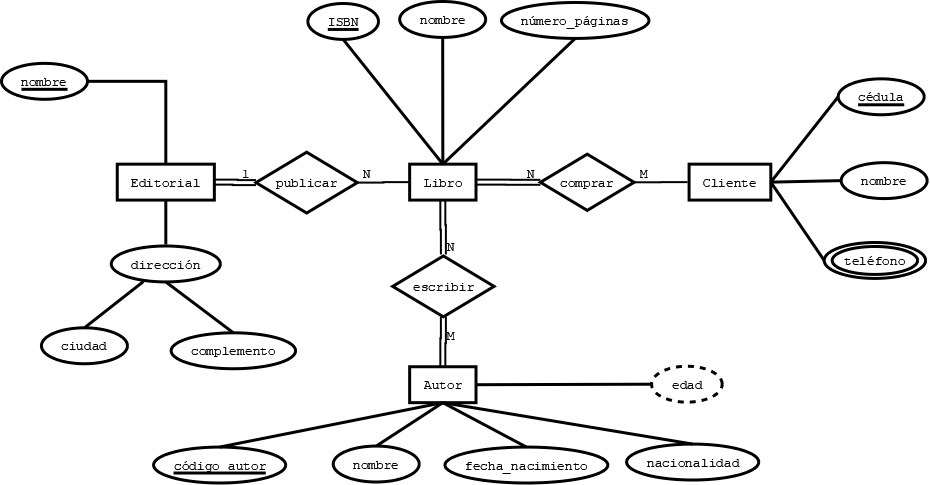 ISBN
nombre
número_páginas
nombre
cédula
Editorial
1
publicar
N
Libro
N
comprar
M
Cliente
nombre
dirección
N
teléfono
escribir
ciudad
complemento
M
Autor
edad
código_autor
nombre
fecha_nacimiento
nacionalidad